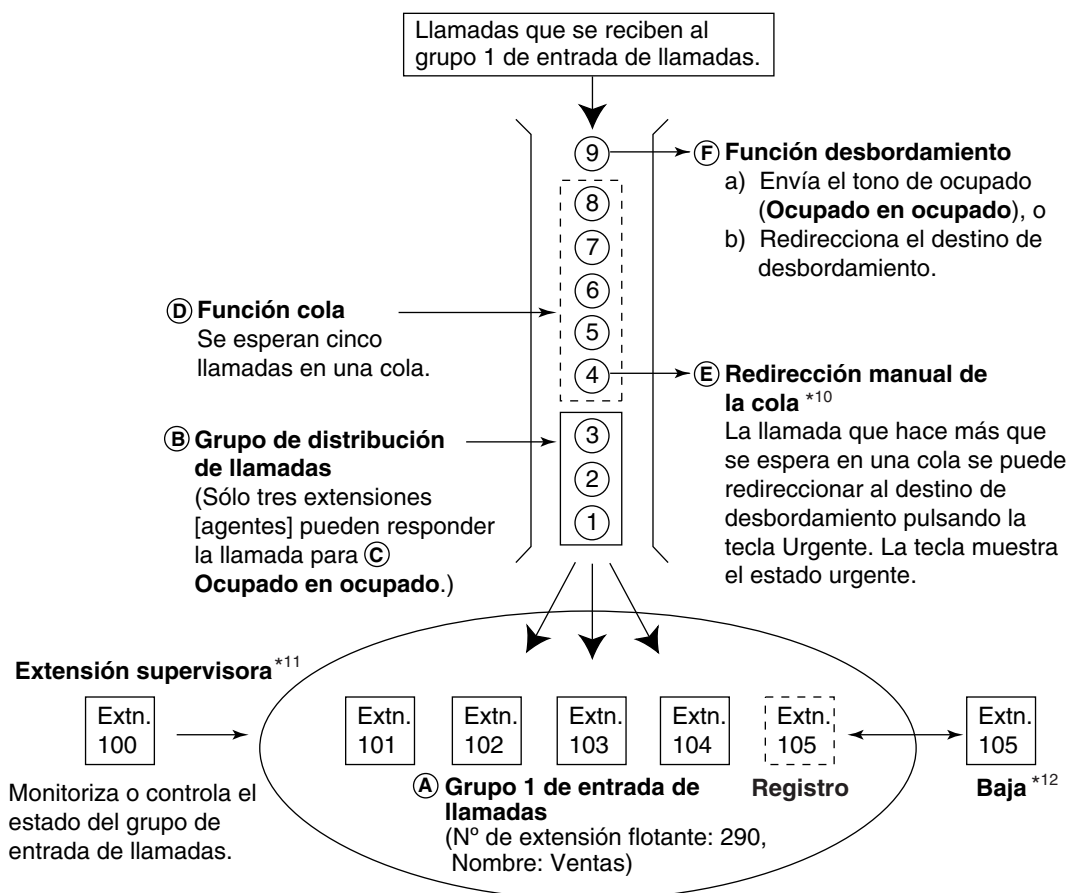 Llamadas que se reciben al
grupo 1 de entrada de llamadas.
9
8
7
6
5
4
3
2
1
F Función desbordamiento
a) Envía el tono de ocupado
(Ocupado en ocupado), o
b) Redirecciona el destino de
desbordamiento.
D Función cola
Se esperan cinco
llamadas en una cola.
E Redirección manual de
la cola *10
La llamada que hace más que
se espera en una cola se puede
redireccionar al destino de
desbordamiento pulsando la
tecla Urgente. La tecla muestra
el estado urgente.
B Grupo de distribución
de llamadas
(Sólo tres extensiones
[agentes] pueden responder
la llamada para C
Ocupado en ocupado.)
Extensión supervisora *11
Extn.
100
Monitoriza o controla el
estado del grupo de
entrada de llamadas.
Extn.
101
Extn.
102
Extn.
103
Extn.
104
Extn.
105
Registro
Extn.
105
Baja *12
A Grupo 1 de entrada de
llamadas
(Nº de extensión flotante: 290,
Nombre: Ventas)